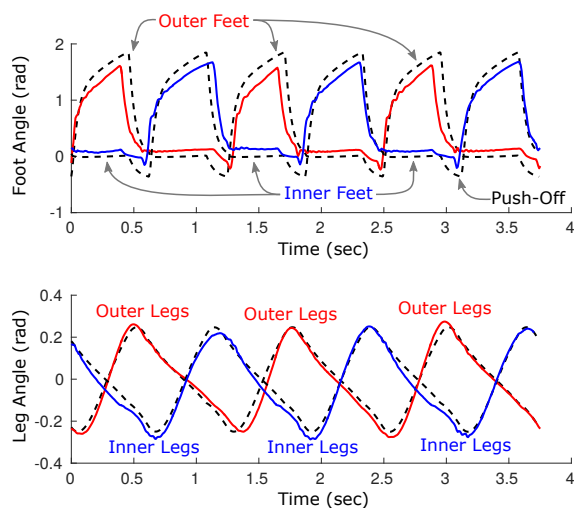 Outer Feet
2
1
0
-1
Foot Angle (rad)
Inner Feet
Push-Off
0 0.5 1 1.5 2 2.5 3 3.5 4
Time (sec)
0.4
0.2
0
-0.2
-0.4
Leg Angle (rad)
Outer Legs Outer Legs Outer Legs
Inner Legs Inner Legs Inner Legs
0 0.5 1 1.5 2 2.5 3 3.5 4
Time (sec)